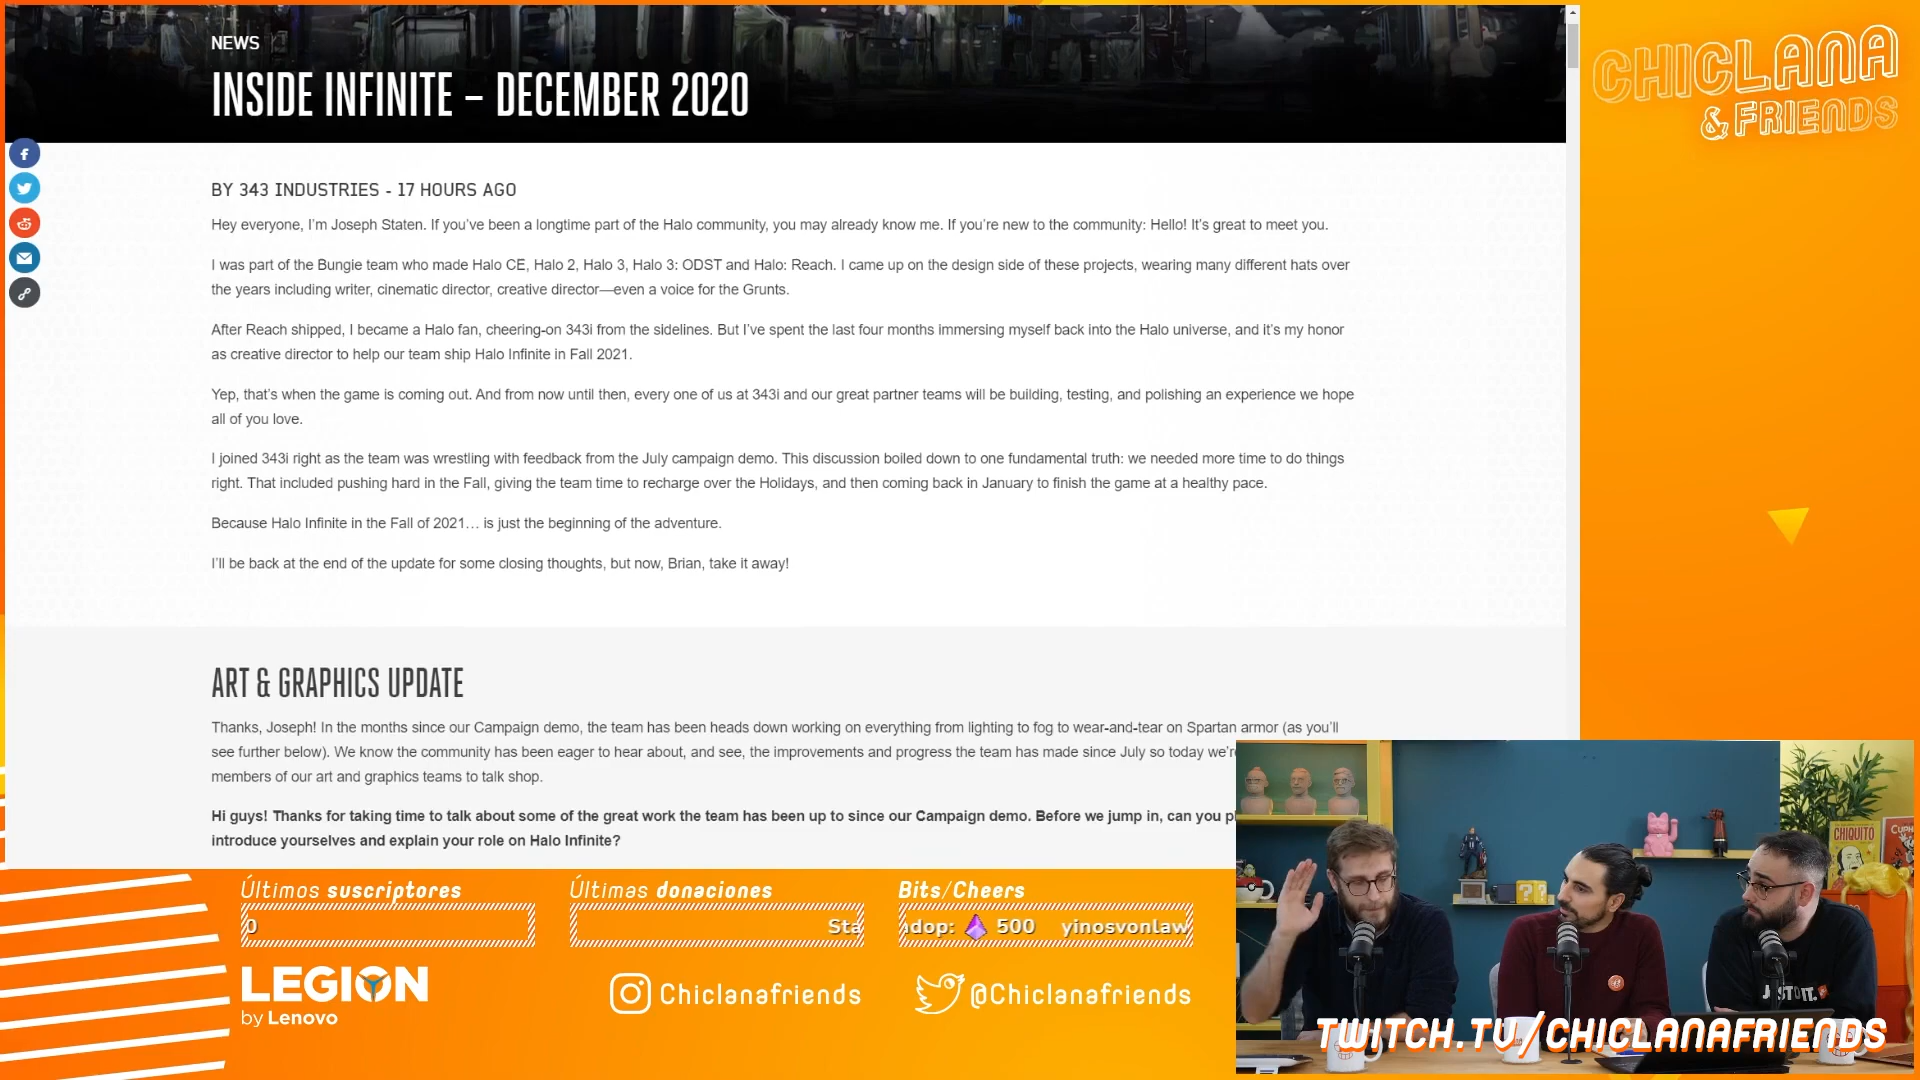 NEWS
INSIDE INFINITE – DECEMBER 2020
CHICLANA
& FRIENDS
BY 343 INDUSTRIES - 17 HOURS AGO
Hey everyone, I’m Joseph Staten. If you’ve been a longtime part of the Halo community, you may already know me. If you’re new to the community: Hello! It’s great to meet you.
I was part of the Bungie team who made Halo CE, Halo 2, Halo 3, Halo 3: ODST and Halo: Reach. I came up on the design side of these projects, wearing many different hats over
the years including writer, cinematic director, creative director—even a voice for the Grunts.
After Reach shipped, I became a Halo fan, cheering-on 343i from the sidelines. But I’ve spent the last four months immersing myself back into the Halo universe, and it’s my honor
as creative director to help our team ship Halo Infinite in Fall 2021.
Yep, that’s when the game is coming out. And from now until then, every one of us at 343i and our great partner teams will be building, testing, and polishing an experience we hope
all of you love.
I joined 343i right as the team was wrestling with feedback from the July campaign demo. This discussion boiled down to one fundamental truth: we needed more time to do things
right. That included pushing hard in the Fall, giving the team time to recharge over the Holidays, and then coming back in January to finish the game at a healthy pace.
Because Halo Infinite in the Fall of 2021… is just the beginning of the adventure.
I’ll be back at the end of the update for some closing thoughts, but now, Brian, take it away!
ART & GRAPHICS UPDATE
Thanks, Joseph! In the months since our Campaign demo, the team has been heads down working on everything from lighting to fog to wear-and-tear on Spartan armor (as you’ll
see further below). We know the community has been eager to hear about, and see, the improvements and progress the team has made since July so today we’r
members of our art and graphics teams to talk shop.
Hi guys! Thanks for taking time to talk about some of the great work the team has been up to since our Campaign demo. Before we jump in, can you pl
introduce yourselves and explain your role on Halo Infinite?
CHIQUITO
CUPH
JUST DO IT.
Últimos suscriptores
0
Últimas donaciones
Sta
Bits/Cheers
adop: 500 yinosvonlaw
LEGION
by Lenovo
Chiclanafriends
@Chiclanafriends
TWITCH.TV/CHICLANAFRIENDS